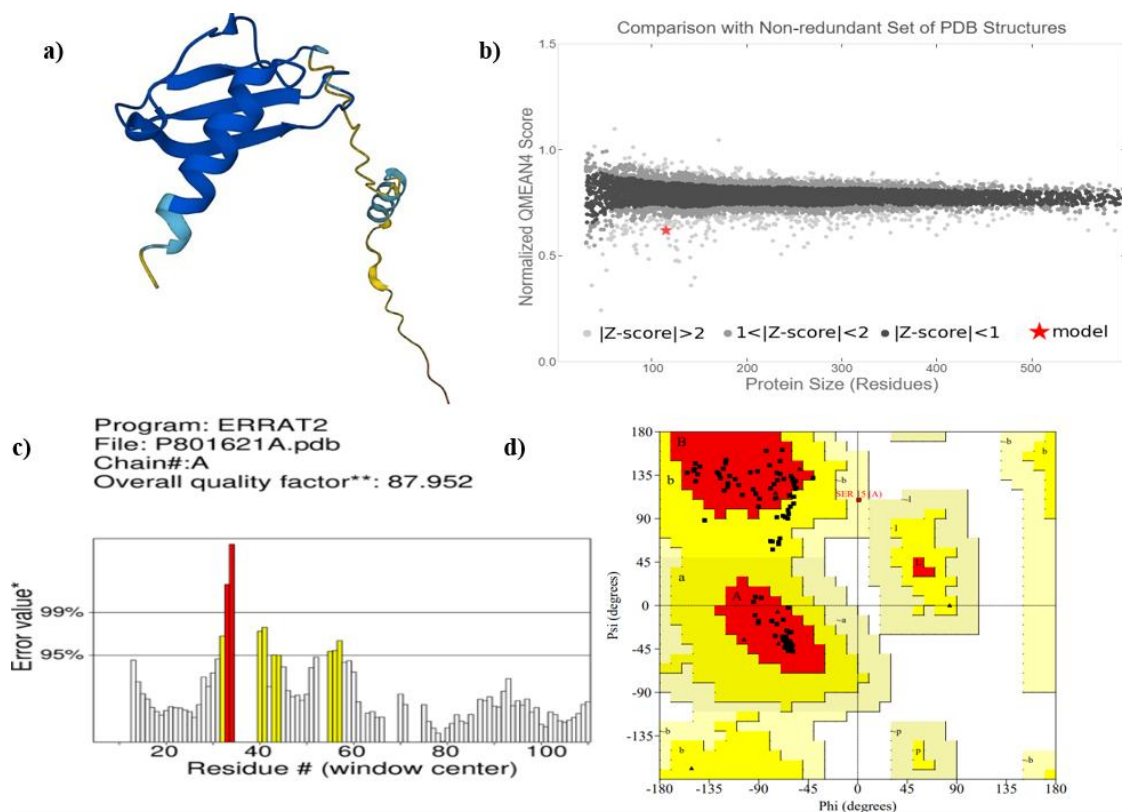 a)
b)
Comparison with Non-redundant Set of PDB Structures
Normalized QMEAN4 Score
1.5
1.0
0.5
0.0
|Z-score|>2 1<|Z-score|<2 |Z-score|<1 model
100 200 300 400 500
Protein Size (Residues)
c)
Program: ERRAT2
File: P801621A.pdb
Chain#:A
Overall quality factor**: 87.952
Error value*
99%
95%
20 40 60 80 100
Residue # (window center)
d)
Psi (degrees)
180
135
90
45
0
-45
-90
-135
B
b
~b
b
~b
SER 15 (A)
~l
l
L
a
A
~a
~b
b
~p
p
~b
-180 -135 -90 -45 0 45 90 135 180
Phi (degrees)